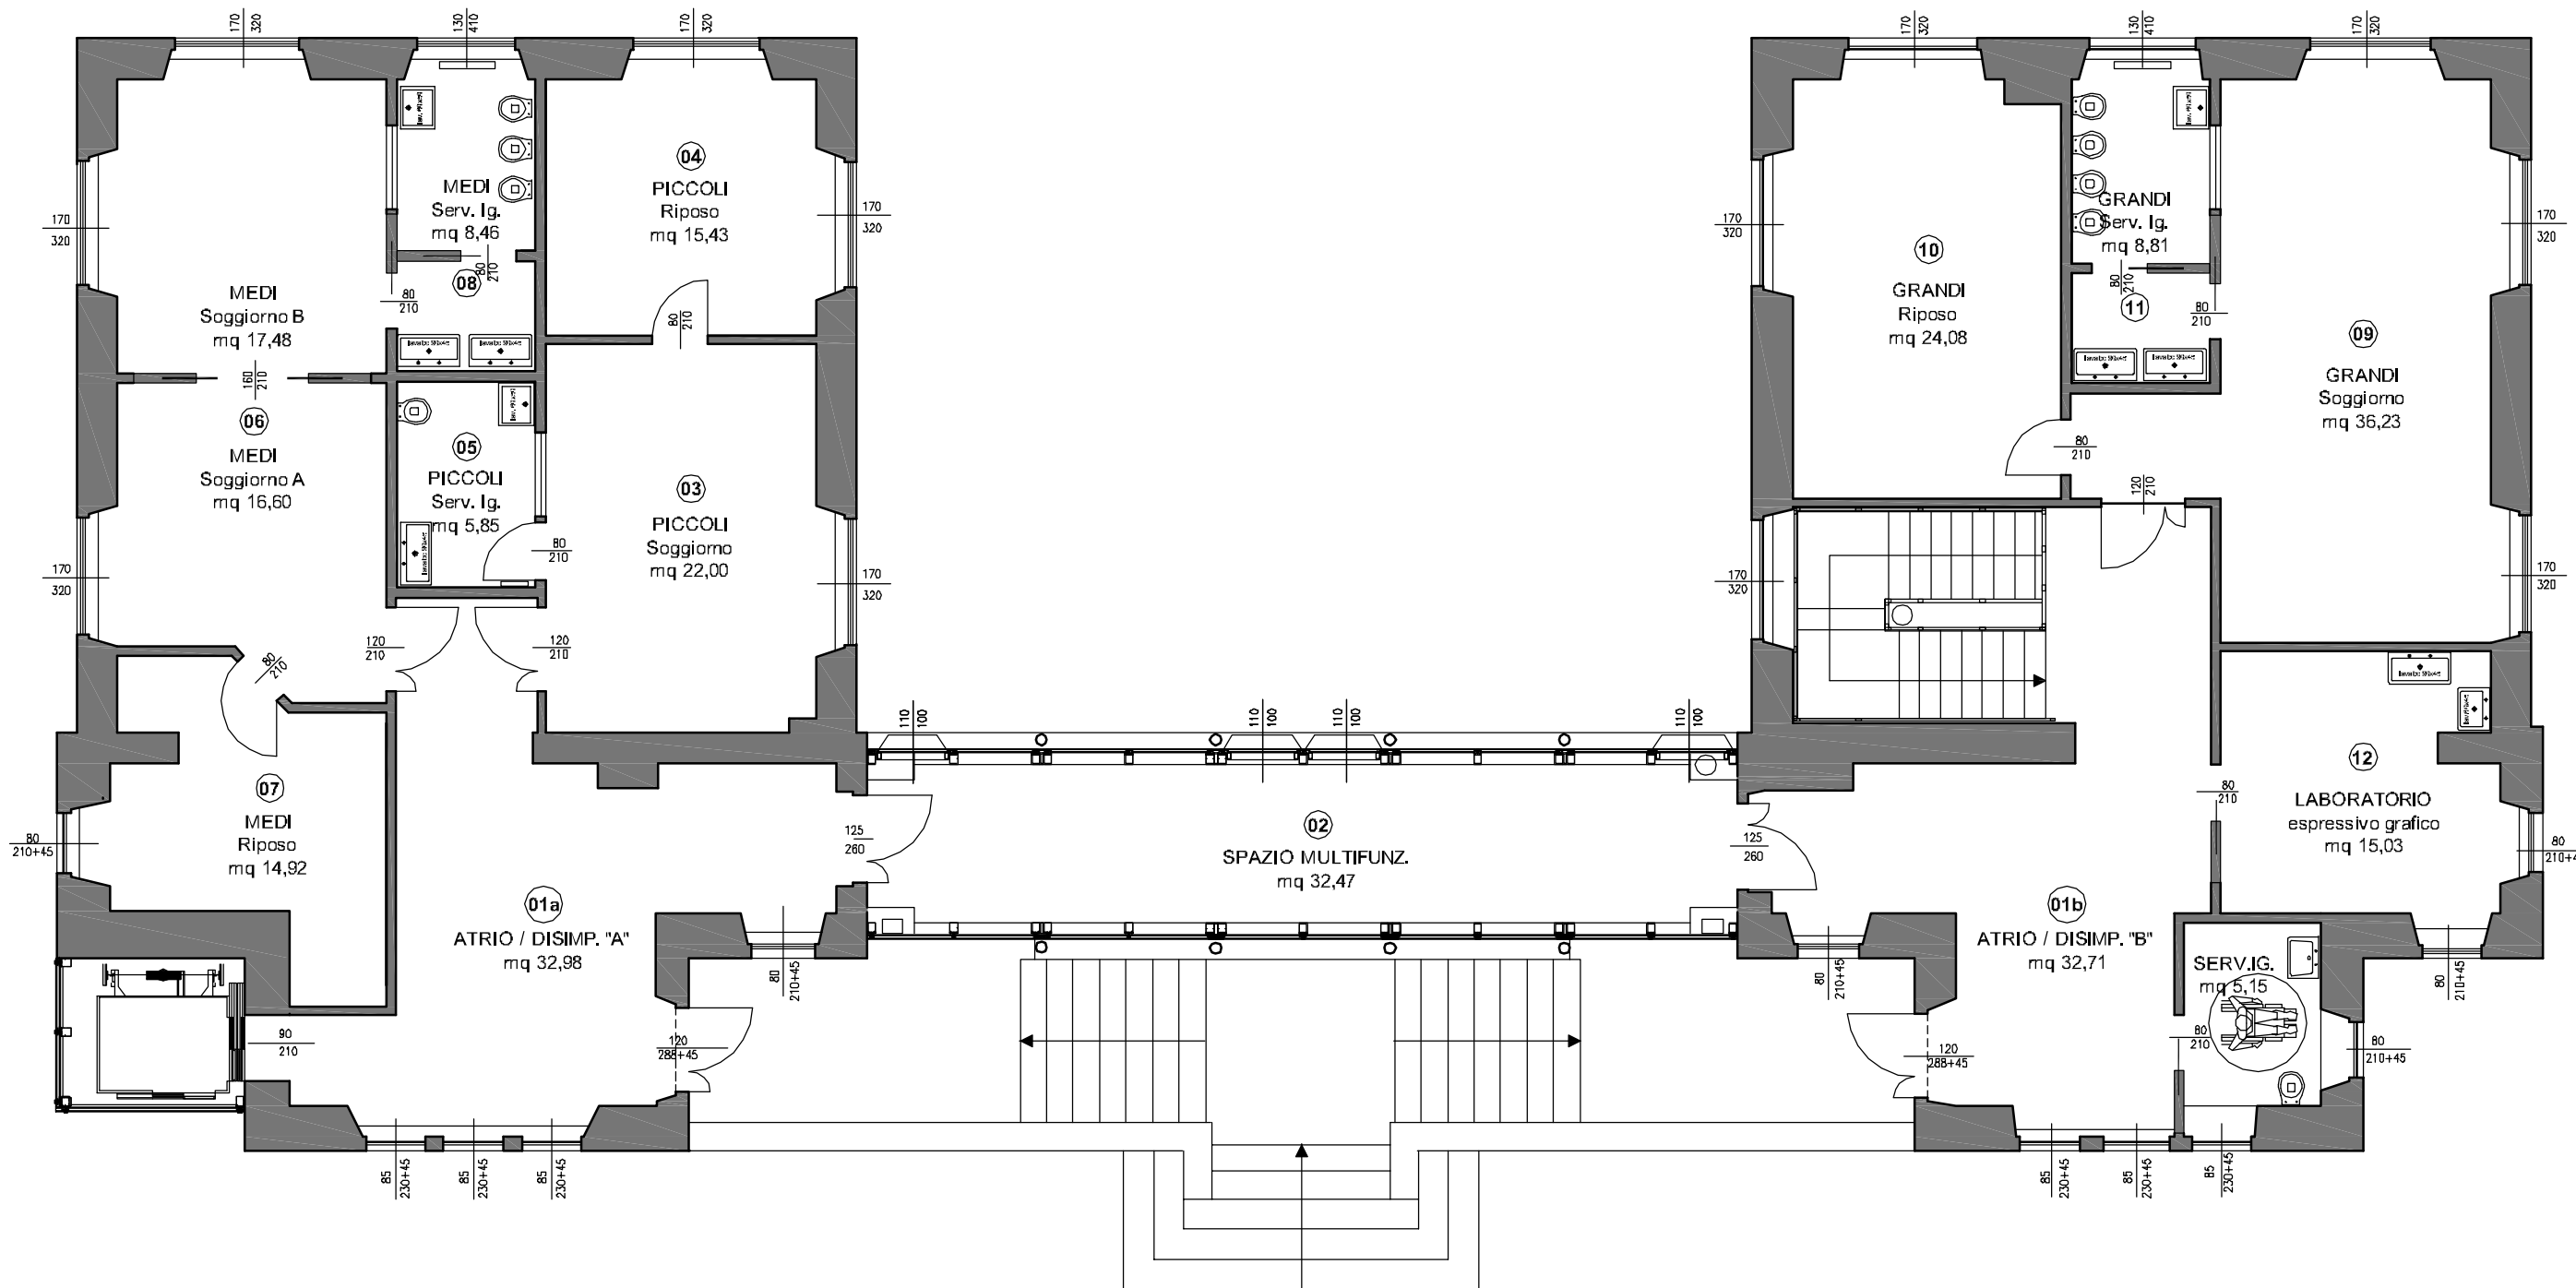 170
320
130
410
170
320
170
320
130
410
170
320
04
PICCOLI
Riposo
mq 15,43
MEDI
Serv. Ig.
mq 8,46
80
210
08
80
210
170
320
170
320
MEDI
Soggiorno B
mq 17,48
160
210
06
MEDI
Soggiorno A
mq 16,60
05
PICCOLI
Serv. Ig.
mq 5,85
80
210
03
PICCOLI
Soggiorno
mq 22,00
80
210
170
320
170
320
80
210
120
210
120
210
07
MEDI
Riposo
mq 14,92
80
210+45
01a
ATRIO / DISIMP. "A"
mq 32,98
90
210
120
288+45
80
210+45
85
230+45
85
230+45
85
230+45
110
100
110
100
110
100
110
100
125
260
02
SPAZIO MULTIFUNZ.
mq 32,47
125
260
170
320
10
GRANDI
Riposo
mq 24,08
GRANDI
Serv. Ig.
mq 8,81
80
210
11
80
210
170
320
09
GRANDI
Soggiorno
mq 36,23
80
210
120
210
170
320
170
320
12
LABORATORIO
espressivo grafico
mq 15,03
80
210
80
210+4
01b
ATRIO / DISIMP. "B"
mq 32,71
80
210+45
120
288+45
SERV.IG.
mq 5,15
80
210
80
210+45
80
210+45
85
230+45
85
230+45
85
230+45